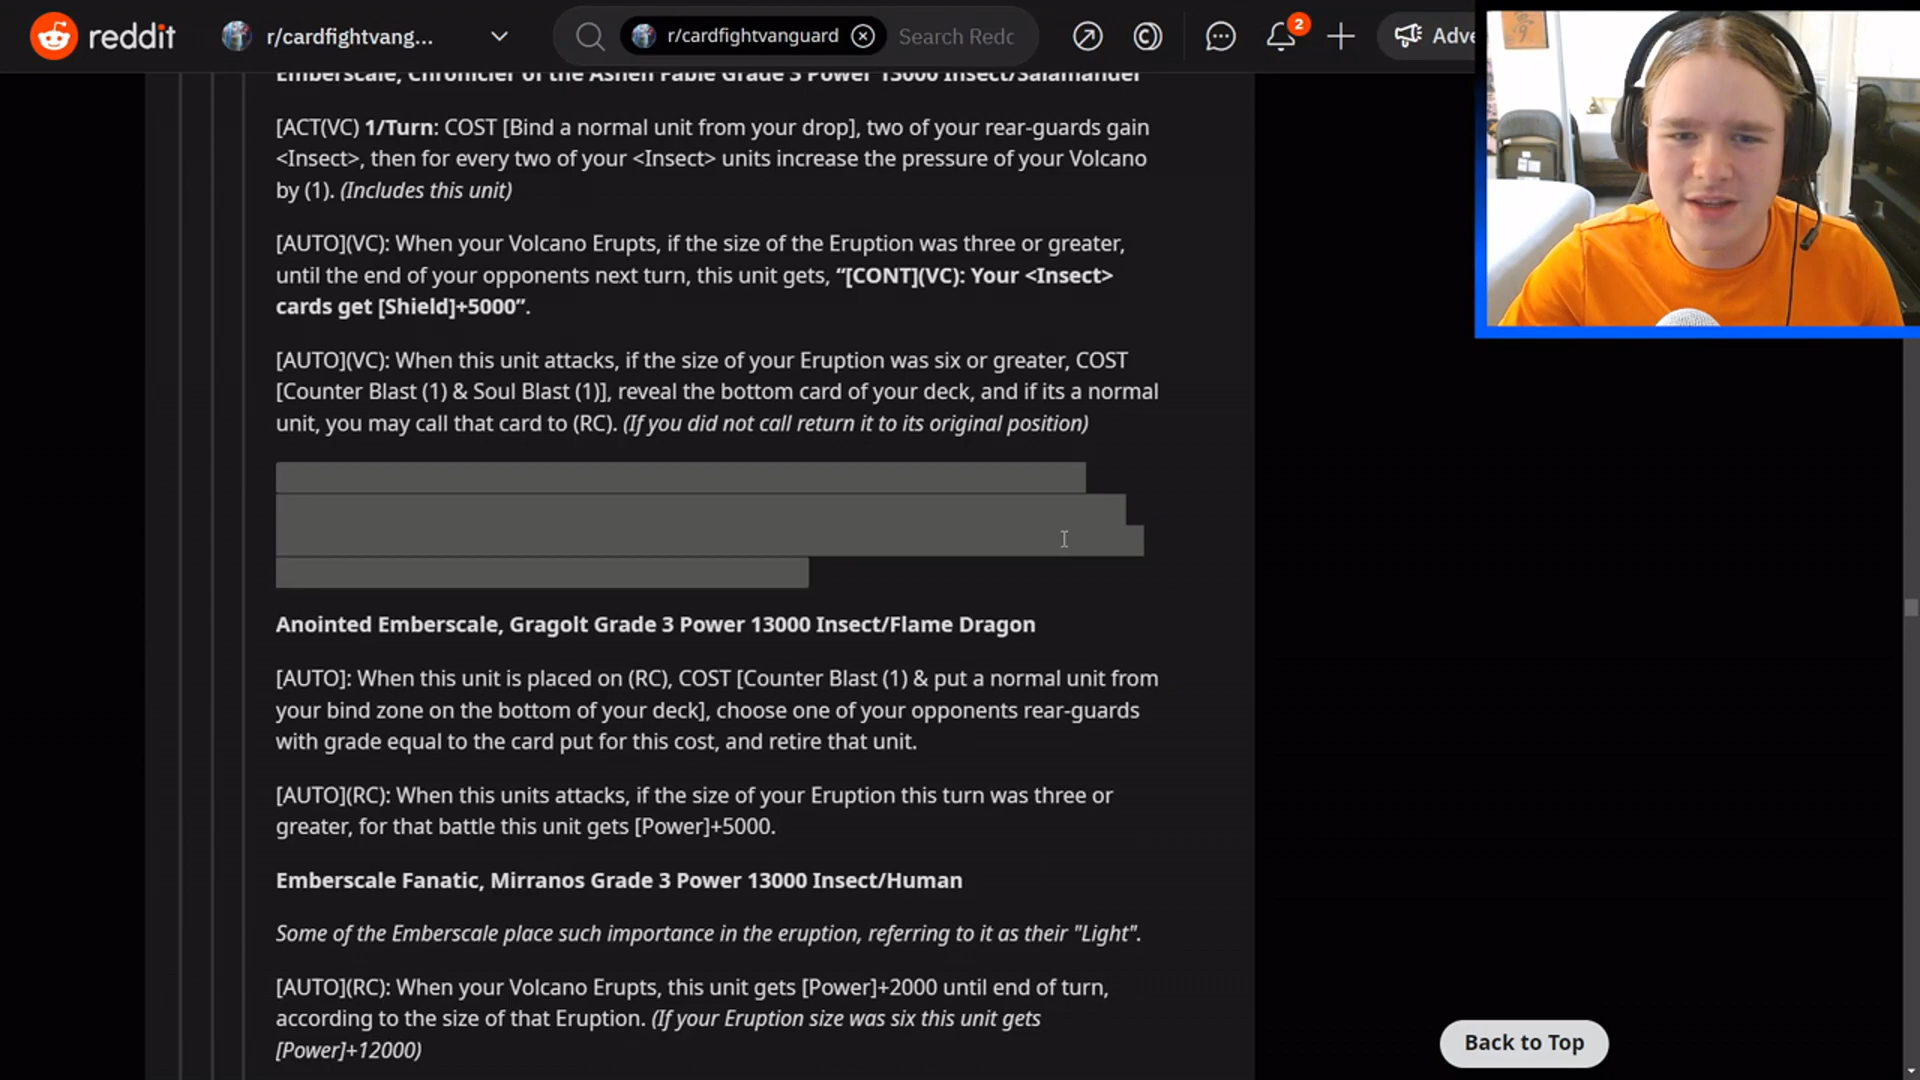 reddit
r/cardfightvang...
r/cardfightvanguard
Search Redc
2
Adve
Emberscale, Chronicler of the Ashen Fable Grade 3 Power 13000 Insect/Salamander
[ACT(VC) 1/Turn: COST [Bind a normal unit from your drop], two of your rear-guards gain
<Insect>, then for every two of your <Insect> units increase the pressure of your Volcano
by (1). (Includes this unit)
[AUTO](VC): When your Volcano Erupts, if the size of the Eruption was three or greater,
until the end of your opponents next turn, this unit gets, “[CONT](VC): Your <Insect>
cards get [Shield]+5000”.
[AUTO](VC): When this unit attacks, if the size of your Eruption was six or greater, COST
[Counter Blast (1) & Soul Blast (1)], reveal the bottom card of your deck, and if its a normal
unit, you may call that card to (RC). (If you did not call return it to its original position)
Anointed Emberscale, Gragolt Grade 3 Power 13000 Insect/Flame Dragon
[AUTO]: When this unit is placed on (RC), COST [Counter Blast (1) & put a normal unit from
your bind zone on the bottom of your deck], choose one of your opponents rear-guards
with grade equal to the card put for this cost, and retire that unit.
[AUTO](RC): When this units attacks, if the size of your Eruption this turn was three or
greater, for that battle this unit gets [Power]+5000.
Emberscale Fanatic, Mirranos Grade 3 Power 13000 Insect/Human
Some of the Emberscale place such importance in the eruption, referring to it as their "Light".
[AUTO](RC): When your Volcano Erupts, this unit gets [Power]+2000 until end of turn,
according to the size of that Eruption. (If your Eruption size was six this unit gets
[Power]+12000)
Back to Top